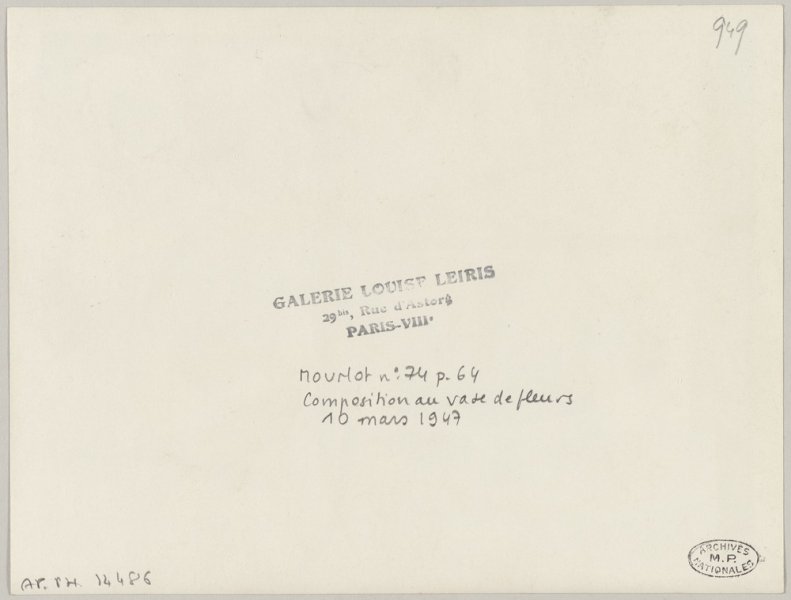 949
GALERIE LOUISE LEIRIS
29bis, Rue d'Astorg
PARIS-VIIIe
Mourlot n°. 74 p. 64
Composition au vase de fleurs
10 mars 1947
AP. PH. 14486
ARCHIVES
M.P.
NATIONALES